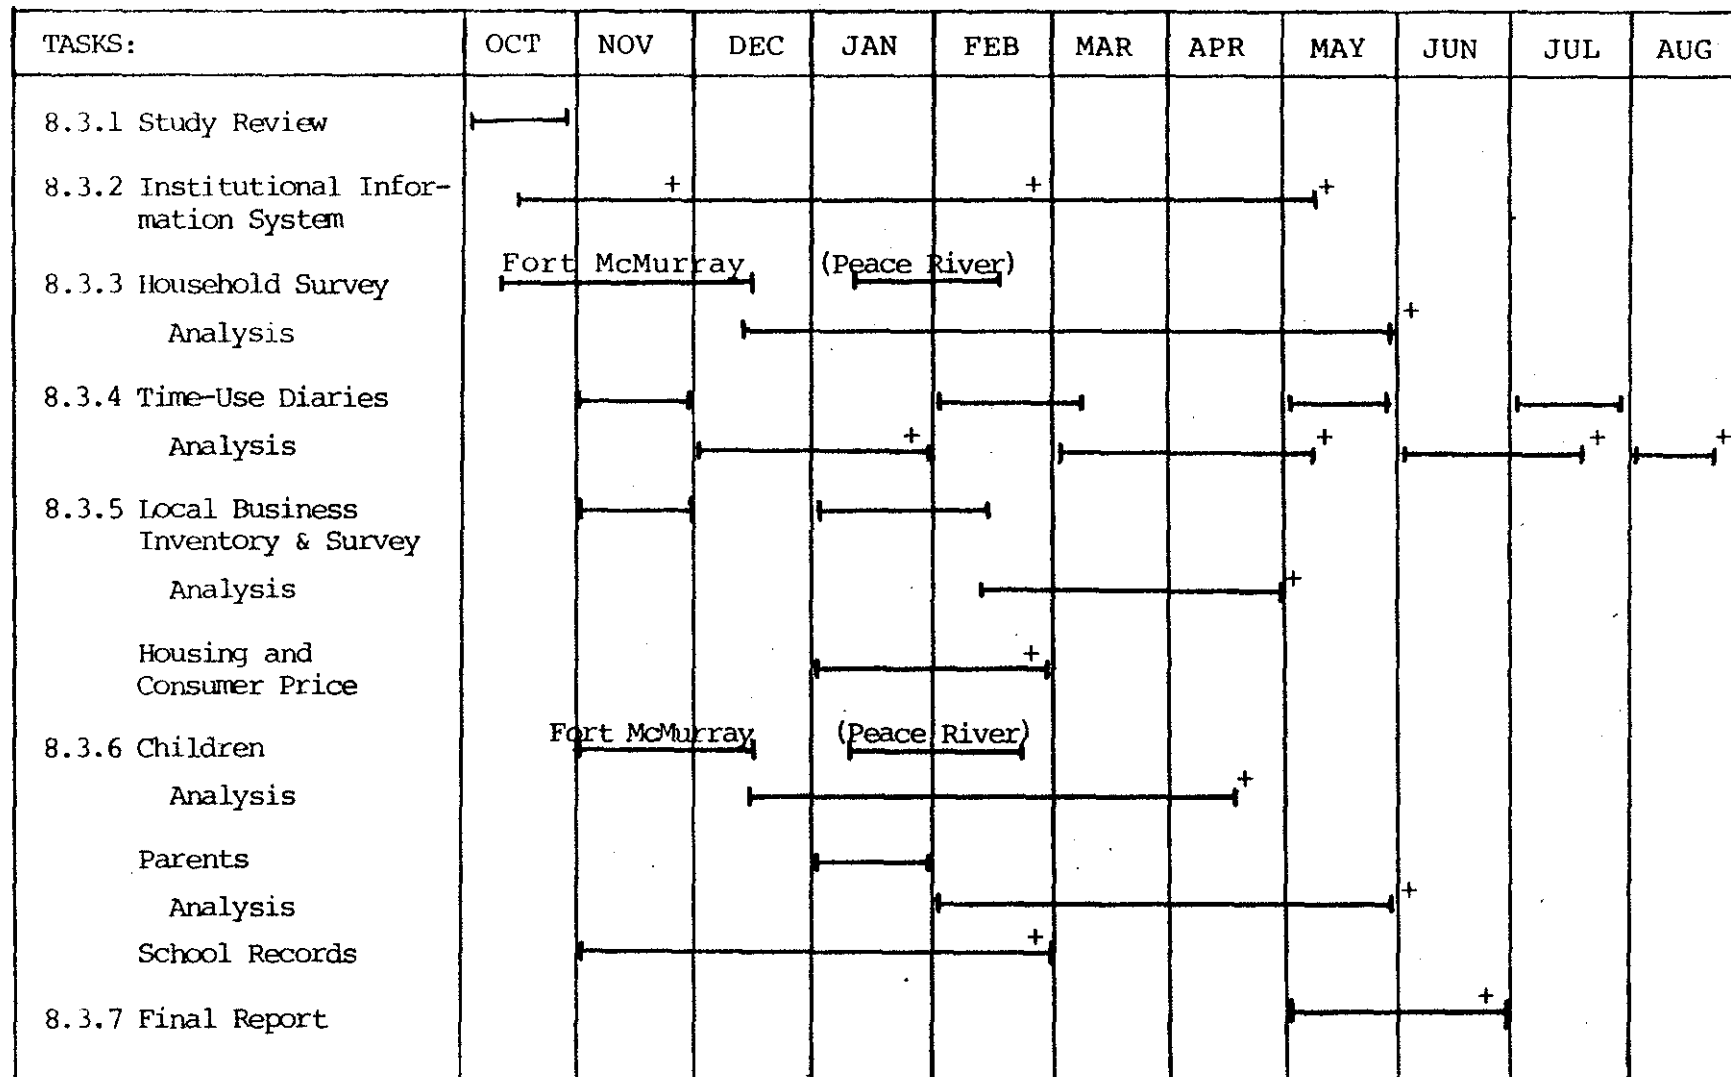 TASKS: OCT NOV DEC JAN FEB MAR APR MAY JUN JUL AUG
8.3.1 Study Review
8.3.2 Institutional Infor-
mation System
+ + +
Fort McMurray (Peace River)
8.3.3 Household Survey
Analysis +
8.3.4 Time-Use Diaries
Analysis + + + +
8.3.5 Local Business
Inventory & Survey
Analysis +
Housing and
Consumer Price +
Fort McMurray (Peace River)
8.3.6 Children
Analysis +
Parents
Analysis +
School Records +
8.3.7 Final Report +